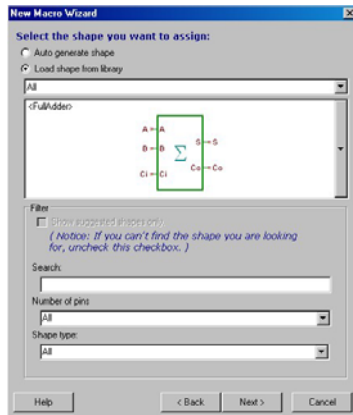 New Macro Wizard
Select the shape you want to assign:
Auto generate shape
Load shape from library
All
<FullAdder>
A A
B B S S
Σ
Ci Ci Co Co
Filter
Show suggested shapes only
( Notice: If you can't find the shape you are looking
for, uncheck this checkbox. )
Search:
Number of pins
All
Shape type:
All
Help < Back Next > Cancel